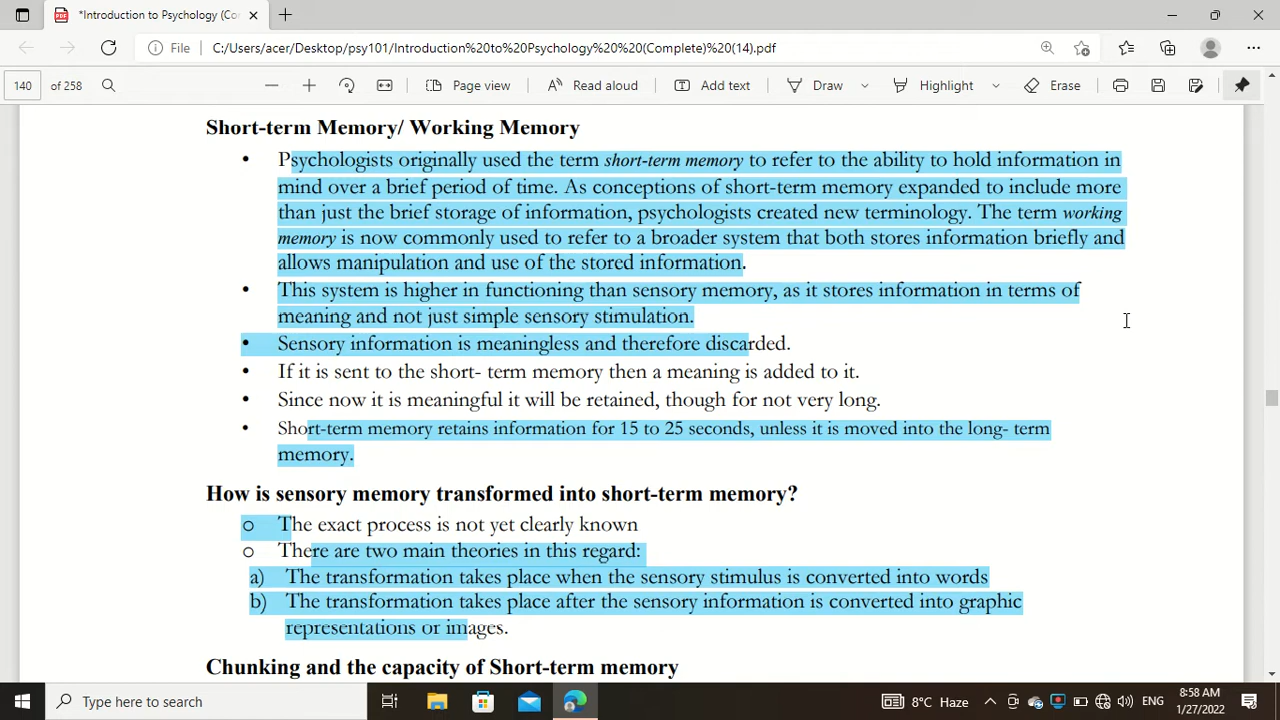 *Introduction to Psychology (Co
File
C:/Users/acer/Desktop/psy101/Introduction%20to%20Psychology%20%20(Complete)%20(14).pdf
140 of 258
Page view
Read aloud
Add text
Draw
Highlight
Erase
Short-term Memory/ Working Memory
• Psychologists originally used the term short-term memory to refer to the ability to hold information in
mind over a brief period of time. As conceptions of short-term memory expanded to include more
than just the brief storage of information, psychologists created new terminology. The term working
memory is now commonly used to refer to a broader system that both stores information briefly and
allows manipulation and use of the stored information.
• This system is higher in functioning than sensory memory, as it stores information in terms of
meaning and not just simple sensory stimulation.
• Sensory information is meaningless and therefore discarded.
• If it is sent to the short- term memory then a meaning is added to it.
• Since now it is meaningful it will be retained, though for not very long.
• Short-term memory retains information for 15 to 25 seconds, unless it is moved into the long- term
memory.
How is sensory memory transformed into short-term memory?
o The exact process is not yet clearly known
o There are two main theories in this regard:
a) The transformation takes place when the sensory stimulus is converted into words
b) The transformation takes place after the sensory information is converted into graphic
representations or images.
Chunking and the capacity of Short-term memory
Type here to search
8°C Haze
ENG
8:58 AM
1/27/2022